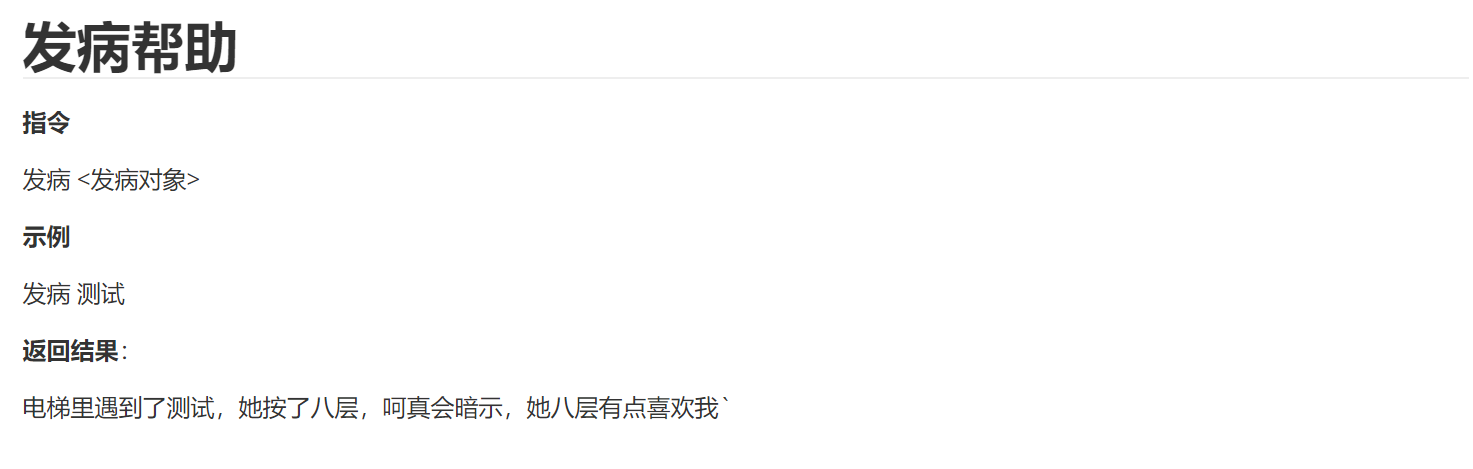 发病帮助
指令
发病 <发病对象>
示例
发病 测试
返回结果：
电梯里遇到了测试，她按了八层，呵真会暗示，她八层有点喜欢我`